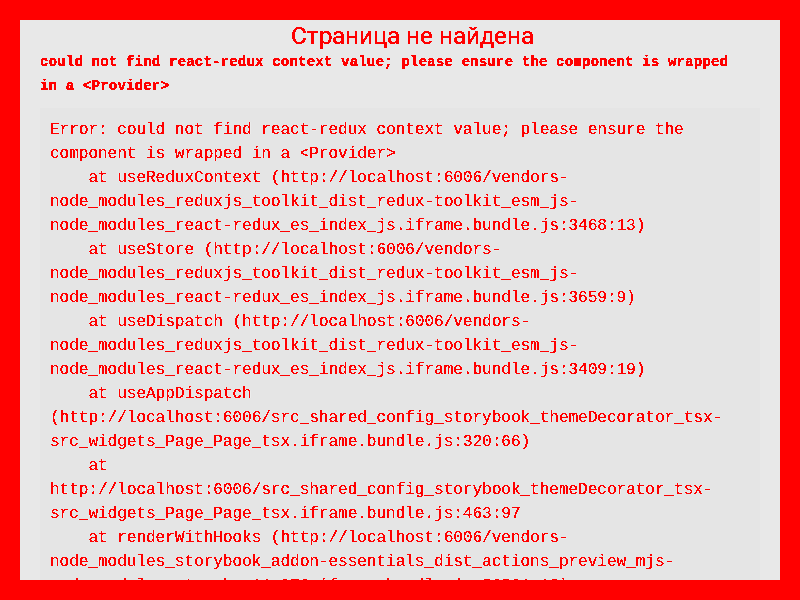 Страница не найдена
could not find react-redux context value; please ensure the component is wrapped
in a <Provider>
Error: could not find react-redux context value; please ensure the
component is wrapped in a <Provider>
at useReduxContext (http://localhost:6006/vendors-
node_modules_reduxjs_toolkit_dist_redux-toolkit_esm_js-
node_modules_react-redux_es_index_js.iframe.bundle.js:3468:13)
at useStore (http://localhost:6006/vendors-
node_modules_reduxjs_toolkit_dist_redux-toolkit_esm_js-
node_modules_react-redux_es_index_js.iframe.bundle.js:3659:9)
at useDispatch (http://localhost:6006/vendors-
node_modules_reduxjs_toolkit_dist_redux-toolkit_esm_js-
node_modules_react-redux_es_index_js.iframe.bundle.js:3409:19)
at useAppDispatch
(http://localhost:6006/src_shared_config_storybook_themeDecorator_tsx-
src_widgets_Page_Page_tsx.iframe.bundle.js:320:66)
at
http://localhost:6006/src_shared_config_storybook_themeDecorator_tsx-
src_widgets_Page_Page_tsx.iframe.bundle.js:463:97
at renderWithHooks (http://localhost:6006/vendors-
node_modules_storybook_addon-essentials_dist_actions_preview_mjs-